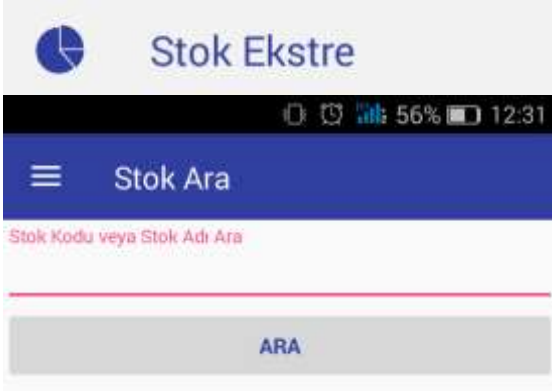 Stok Ekstre
56% 12:31
Stok Ara
Stok Kodu veya Stok Adı Ara
ARA